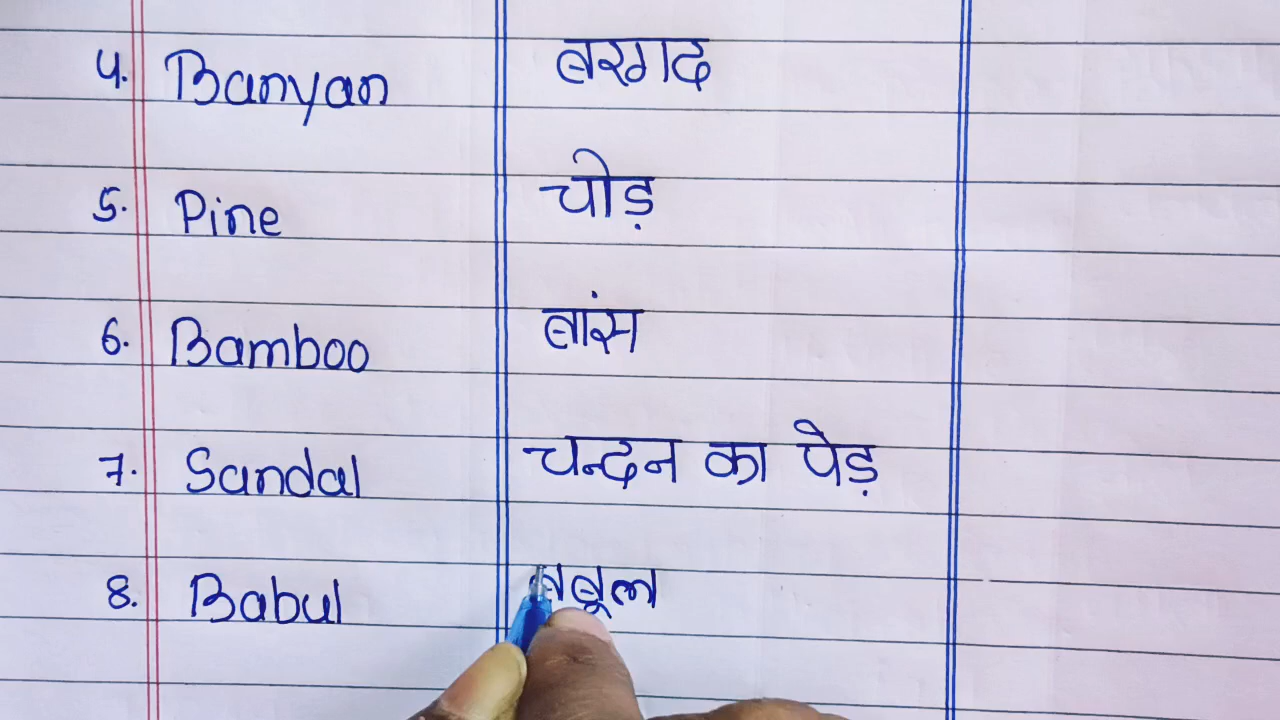 4. Banyan बरगद
5. Pine चीड़
6. Bamboo बांस
7. Sandal चन्दन का पेड़
8. Babul बबूल